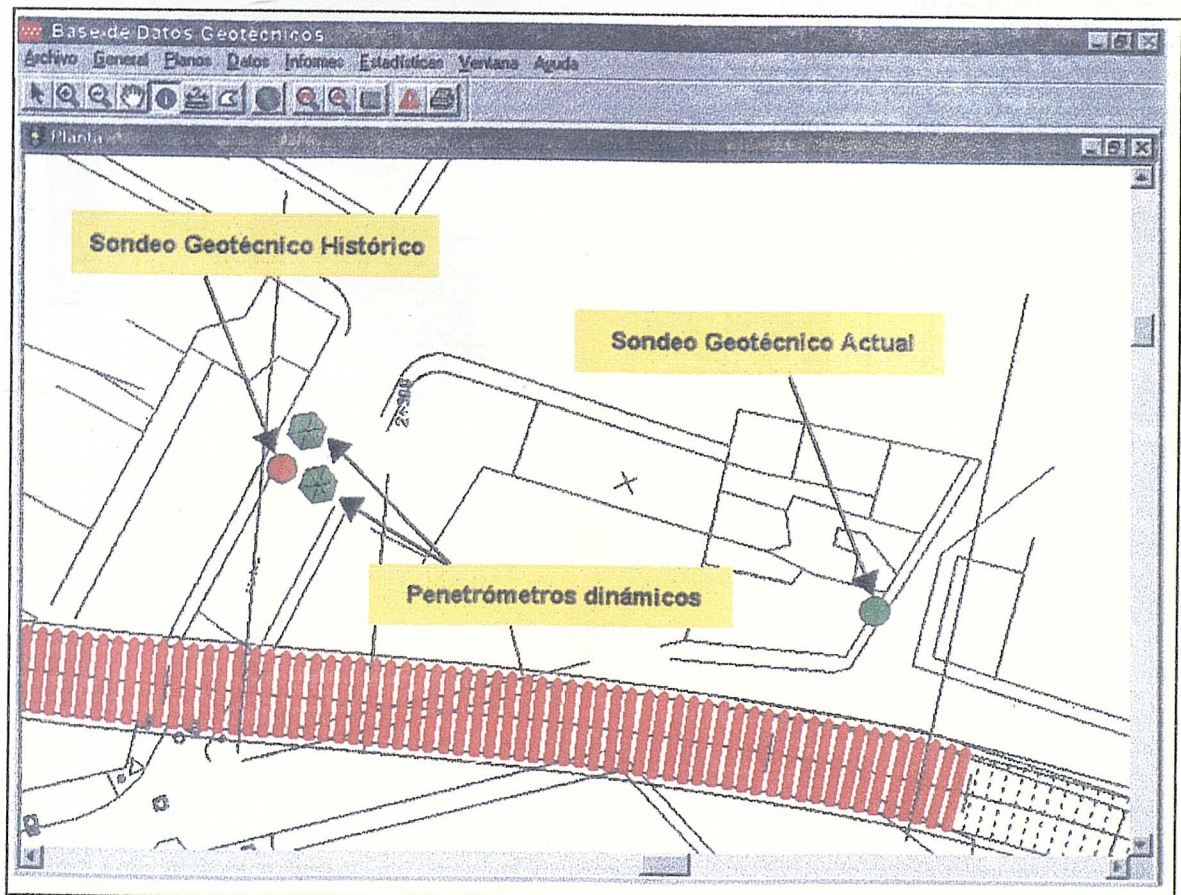 Base de Datos Geotécnicos
Archivo General Planos Datos Informes Estadísticas Ventana Aguda
Planta
Sondeo Geotécnico Histórico
Sondeo Geotécnico Actual
Penetrómetros dinámicos